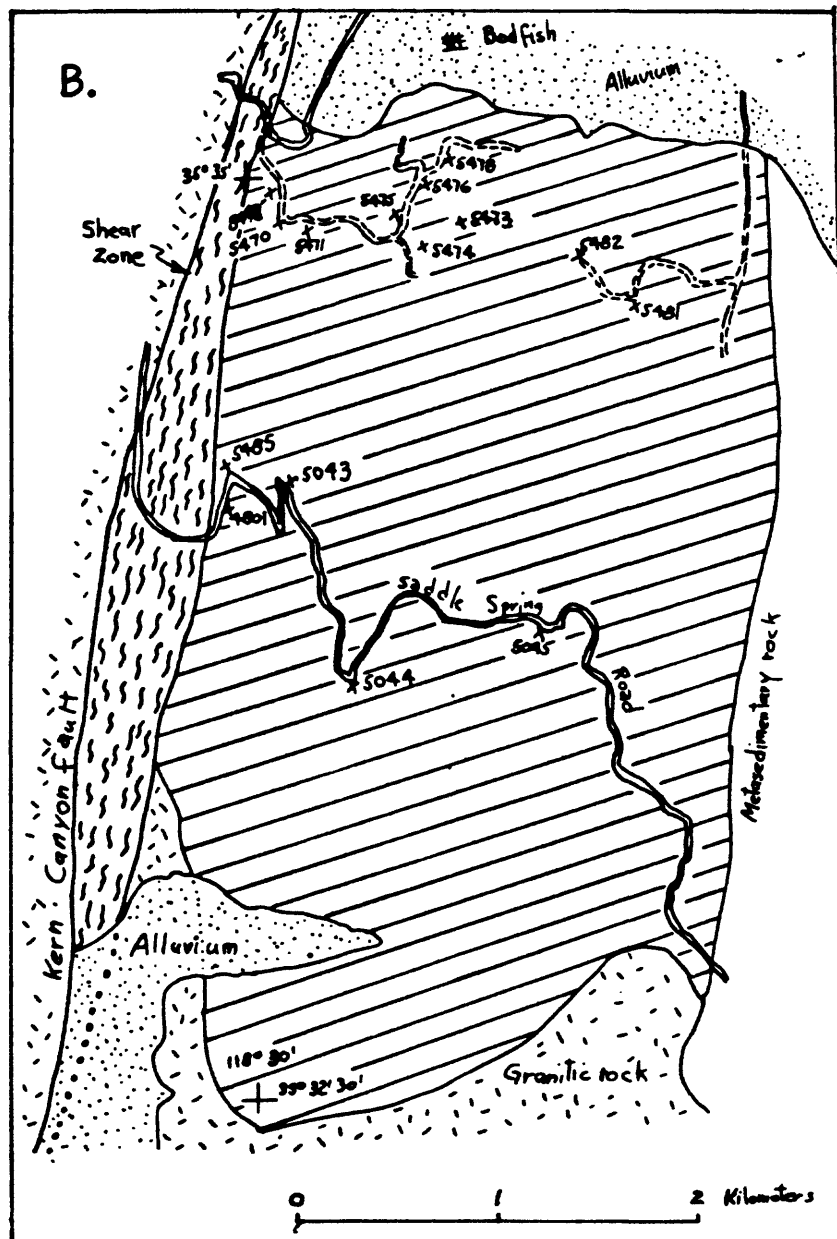 B.
Bodfish
Alluvium
35° 35'
5478
5476
5475
5473
5470
5471
5474
Shear
Zone
5482
5481
5485
5043
4801
Saddle Spring
5045
5044
Road
Kern Canyon fault
Metasedimentary rock
Alluvium
118° 30'
35° 32' 30'
Granitic rock
0 1 2 Kilometers